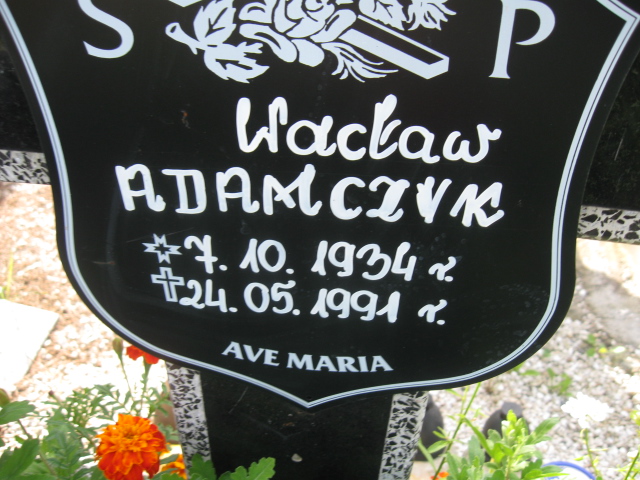 S P
Wacław
ADAMCZYK
7. 10. 1934 r.
24. 05. 1991 r.
AVE MARIA